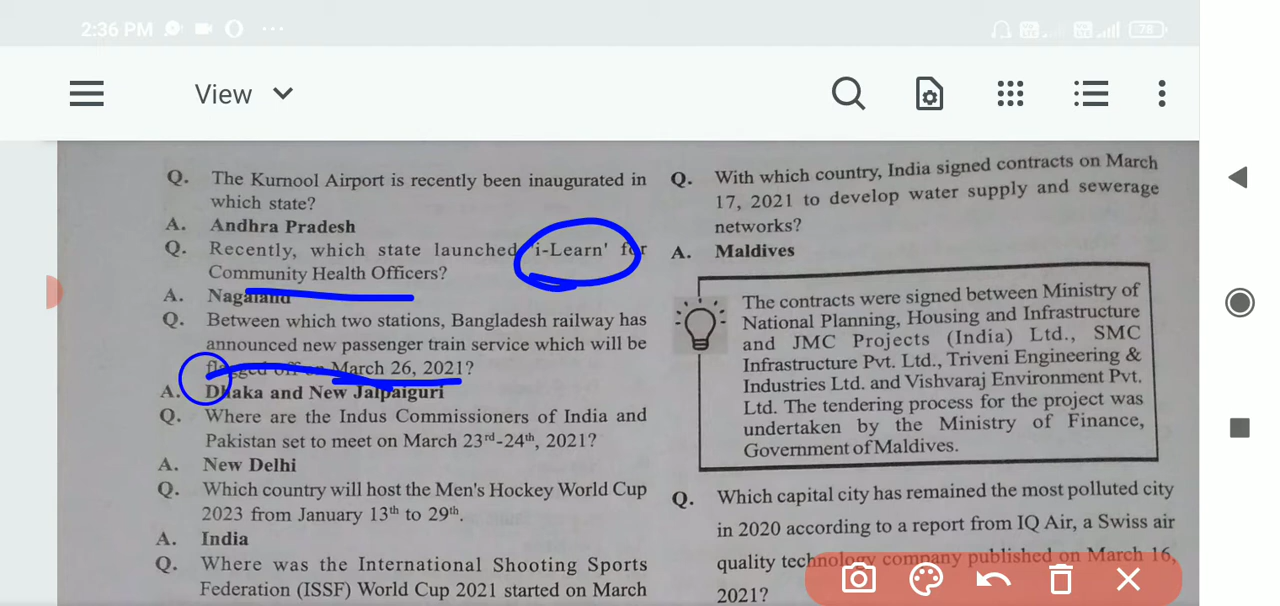 2:36 PM
78
View
Q. The Kurnool Airport is recently been inaugurated in
which state?
A. Andhra Pradesh
Q. Recently, which state launched 'i-Learn' for
Community Health Officers?
A. Nagaland
Q. Between which two stations, Bangladesh railway has
announced new passenger train service which will be
flagged off on March 26, 2021?
A. Dhaka and New Jalpaiguri
Q. Where are the Indus Commissioners of India and
Pakistan set to meet on March 23rd-24th, 2021?
A. New Delhi
Q. Which country will host the Men's Hockey World Cup
2023 from January 13th to 29th.
A. India
Q. Where was the International Shooting Sports
Federation (ISSF) World Cup 2021 started on March
Q. With which country, India signed contracts on March
17, 2021 to develop water supply and sewerage
networks?
A. Maldives
The contracts were signed between Ministry of
National Planning, Housing and Infrastructure
and JMC Projects (India) Ltd., SMC
Infrastructure Pvt. Ltd., Triveni Engineering &
Industries Ltd. and Vishvaraj Environment Pvt.
Ltd. The tendering process for the project was
undertaken by the Ministry of Finance,
Government of Maldives.
Q. Which capital city has remained the most polluted city
in 2020 according to a report from IQ Air, a Swiss air
quality technology company published on March 16,
2021?